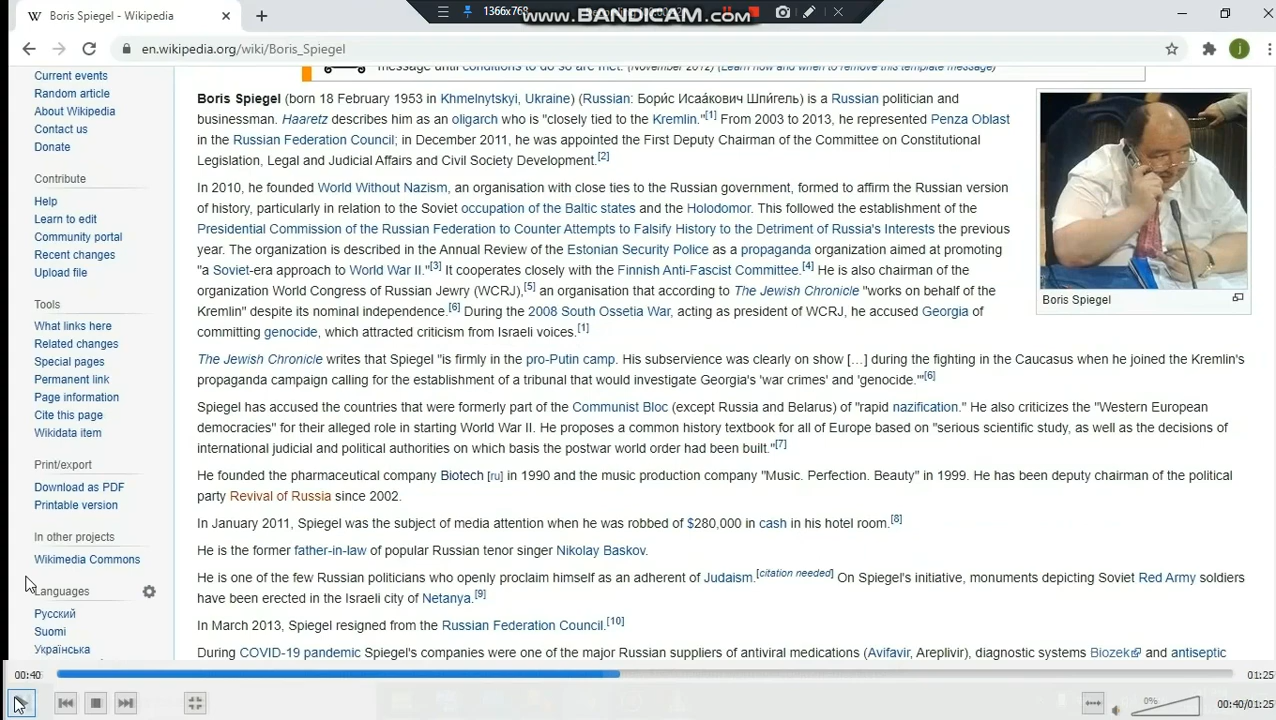 Boris Spiegel - Wikipedia
1366x768
www.BANDICAM.com
en.wikipedia.org/wiki/Boris_Spiegel
j
Current events
Random article
About Wikipedia
Contact us
Donate
Contribute
Help
Learn to edit
Community portal
Recent changes
Upload file
Tools
What links here
Related changes
Special pages
Permanent link
Page information
Cite this page
Wikidata item
Print/export
Download as PDF
Printable version
In other projects
Wikimedia Commons
Languages
Русский
Suomi
Українська
message until conditions to do so are met. (November 2012) (Learn how and when to remove this template message)
Boris Spiegel (born 18 February 1953 in Khmelnytskyi, Ukraine) (Russian: Бори́с Исаа́кович Шпи́гель) is a Russian politician and
businessman. Haaretz describes him as an oligarch who is "closely tied to the Kremlin."[1] From 2003 to 2013, he represented Penza Oblast
in the Russian Federation Council; in December 2011, he was appointed the First Deputy Chairman of the Committee on Constitutional
Legislation, Legal and Judicial Affairs and Civil Society Development.[2]
In 2010, he founded World Without Nazism, an organisation with close ties to the Russian government, formed to affirm the Russian version
of history, particularly in relation to the Soviet occupation of the Baltic states and the Holodomor. This followed the establishment of the
Presidential Commission of the Russian Federation to Counter Attempts to Falsify History to the Detriment of Russia's Interests the previous
year. The organization is described in the Annual Review of the Estonian Security Police as a propaganda organization aimed at promoting
"a Soviet-era approach to World War II."[3] It cooperates closely with the Finnish Anti-Fascist Committee.[4] He is also chairman of the
organization World Congress of Russian Jewry (WCRJ),[5] an organisation that according to The Jewish Chronicle "works on behalf of the
Kremlin" despite its nominal independence.[6] During the 2008 South Ossetia War, acting as president of WCRJ, he accused Georgia of
committing genocide, which attracted criticism from Israeli voices.[1]
Boris Spiegel
The Jewish Chronicle writes that Spiegel "is firmly in the pro-Putin camp. His subservience was clearly on show […] during the fighting in the Caucasus when he joined the Kremlin's
propaganda campaign calling for the establishment of a tribunal that would investigate Georgia's 'war crimes' and 'genocide.'"[6]
Spiegel has accused the countries that were formerly part of the Communist Bloc (except Russia and Belarus) of "rapid nazification." He also criticizes the "Western European
democracies" for their alleged role in starting World War II. He proposes a common history textbook for all of Europe based on "serious scientific study, as well as the decisions of
international judicial and political authorities on which basis the postwar world order had been built."[7]
He founded the pharmaceutical company Biotech [ru] in 1990 and the music production company "Music. Perfection. Beauty" in 1999. He has been deputy chairman of the political
party Revival of Russia since 2002.
In January 2011, Spiegel was the subject of media attention when he was robbed of $280,000 in cash in his hotel room.[8]
He is the former father-in-law of popular Russian tenor singer Nikolay Baskov.
He is one of the few Russian politicians who openly proclaim himself as an adherent of Judaism.[citation needed] On Spiegel's initiative, monuments depicting Soviet Red Army soldiers
have been erected in the Israeli city of Netanya.[9]
In March 2013, Spiegel resigned from the Russian Federation Council.[10]
During COVID-19 pandemic Spiegel's companies were one of the major Russian suppliers of antiviral medications (Avifavir, Areplivir), diagnostic systems Biozek and antiseptic
00:40
01:25
0%
00:40/01:25